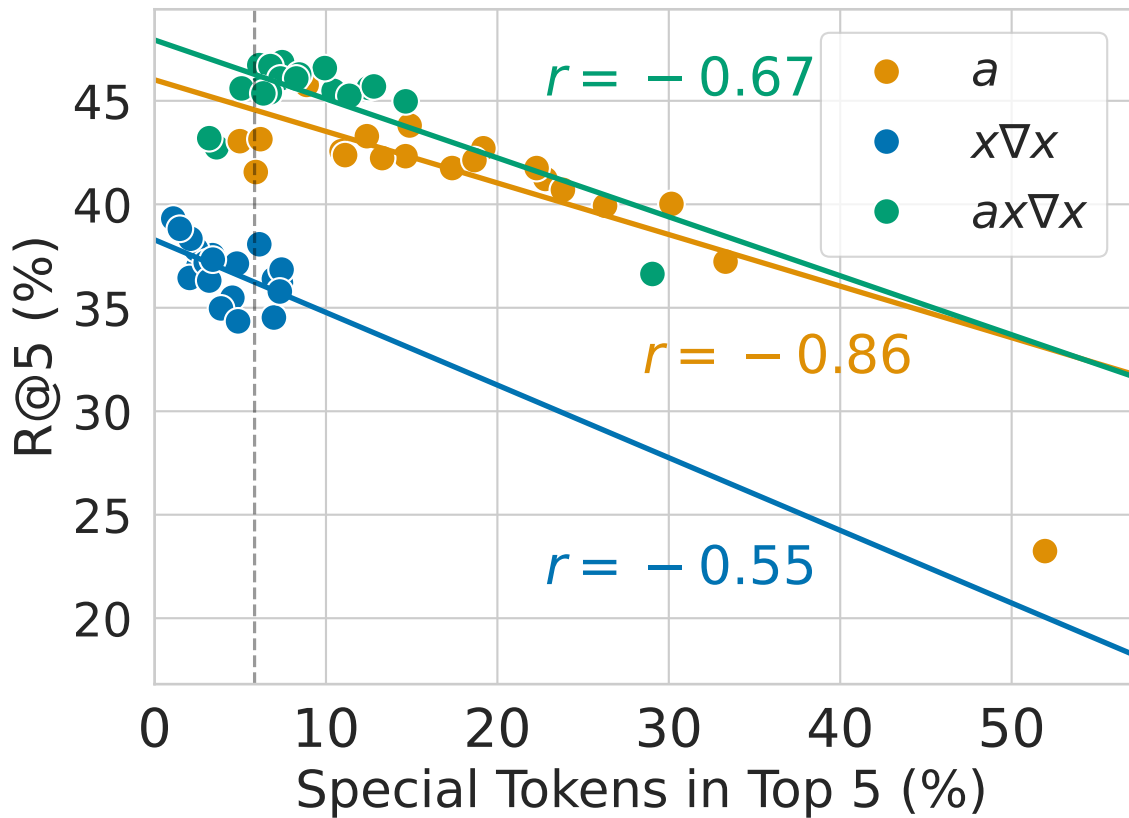 r = − 0.67
a
x∇x
ax∇x
r = − 0.86
r = − 0.55
45
40
35
30
25
20
R@5 (%)
0 10 20 30 40 50
Special Tokens in Top 5 (%)